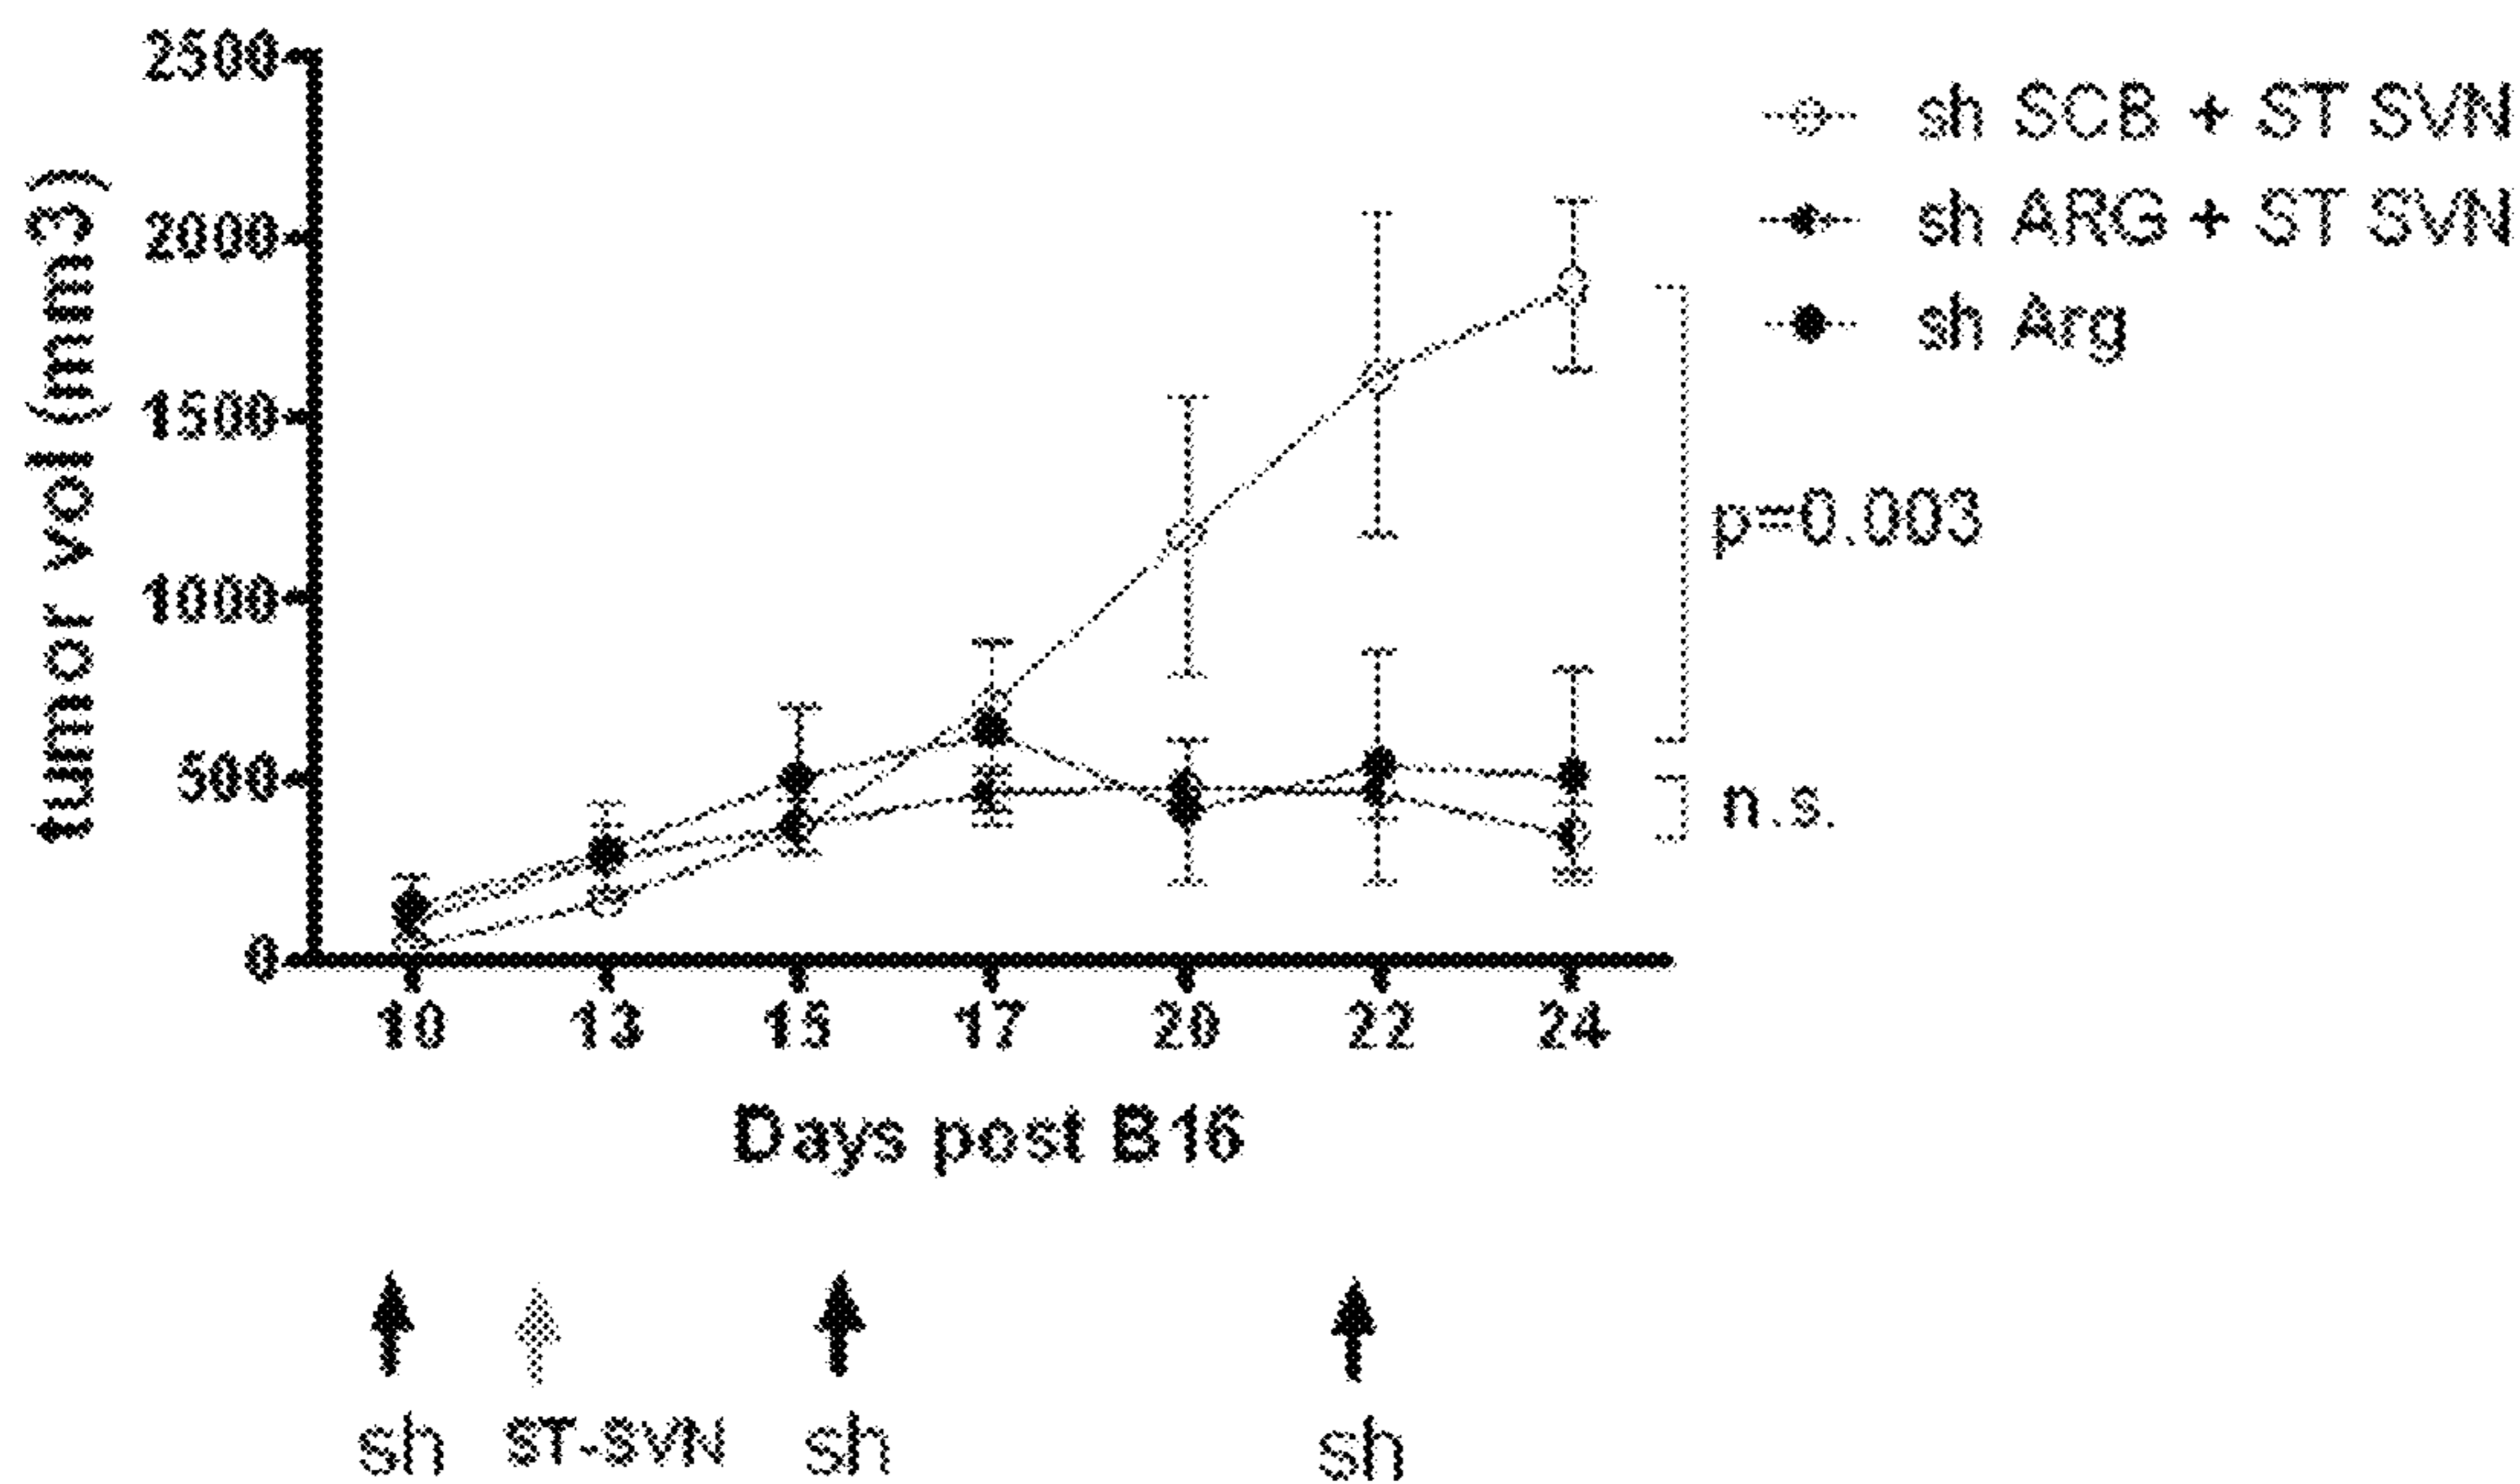 tumor vol (mm3)
2500
2000
1500
1000
500
0
10 13 15 17 20 22 24
Days post B16
sh SCB + ST SVN
sh ARG + ST SVN
sh Arg
p=0.003
n.s.
sh ST-SVN sh sh